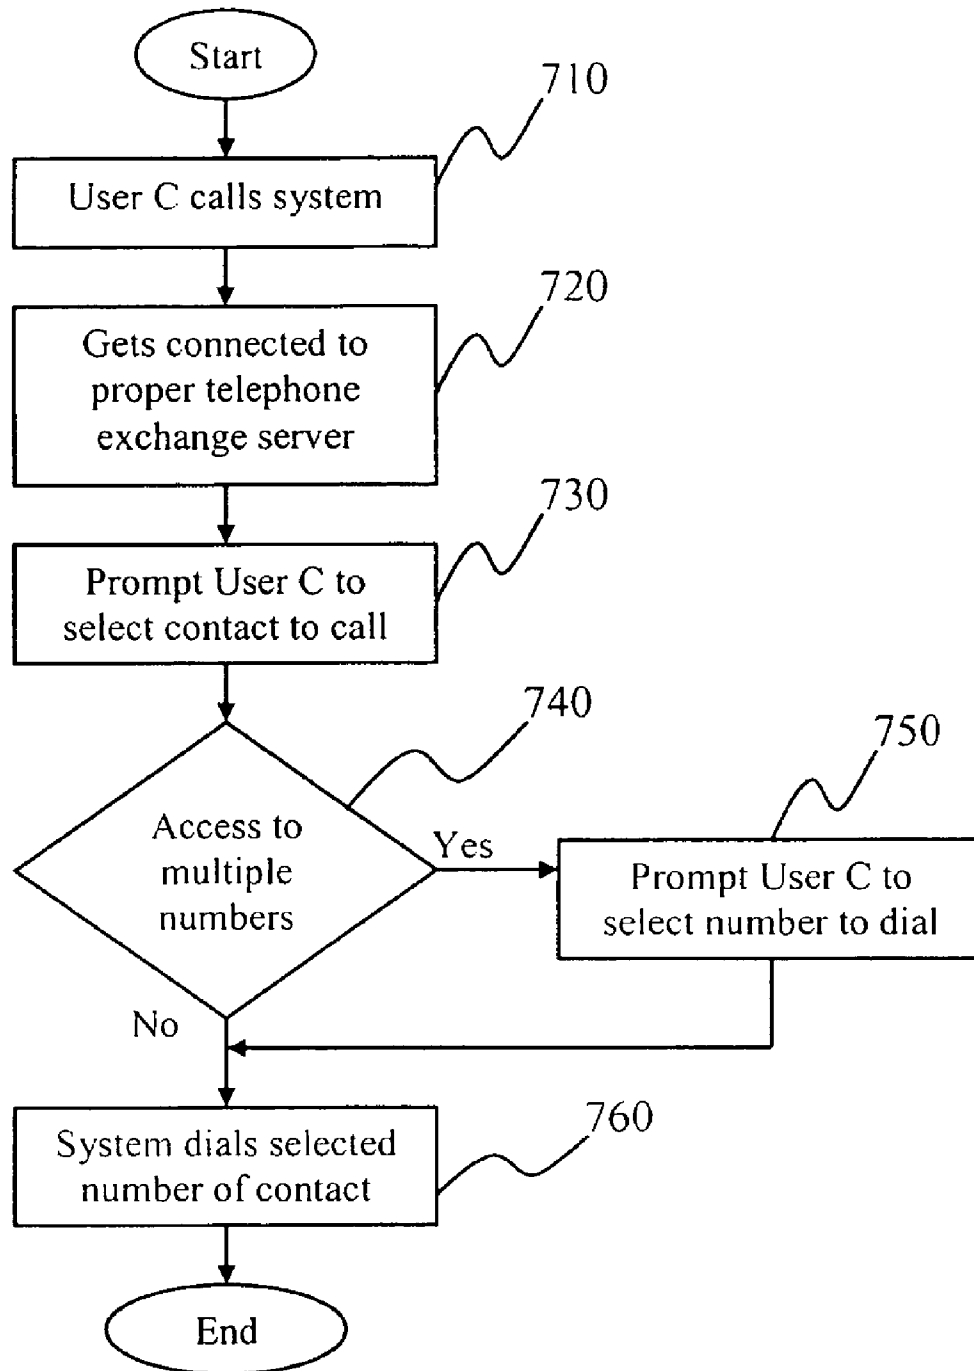 Start
710
User C calls system
720
Gets connected to
proper telephone
exchange server
730
Prompt User C to
select contact to call
740
750
Access to
multiple
numbers
Yes
Prompt User C to
select number to dial
No
760
System dials selected
number of contact
End